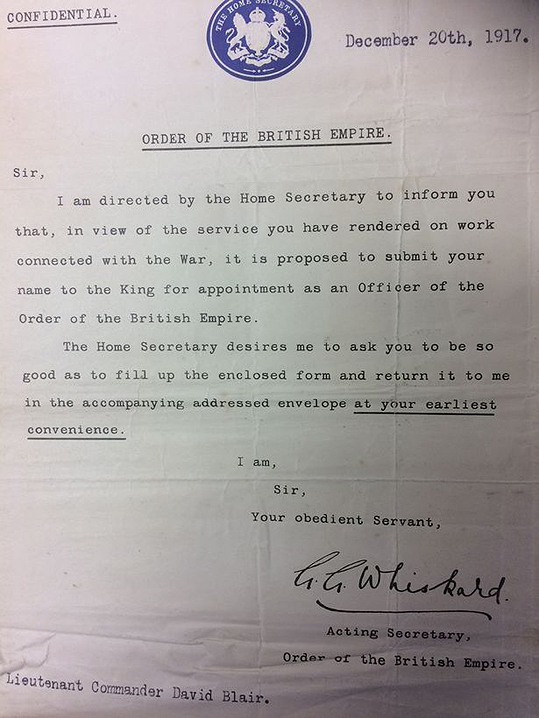 CONFIDENTIAL.
THE HOME SECRETARY
December 20th, 1917.
ORDER OF THE BRITISH EMPIRE.
Sir,
I am directed by the Home Secretary to inform you
that, in view of the service you have rendered on work
connected with the War, it is proposed to submit your
name to the King for appointment as an Officer of the
Order of the British Empire.
The Home Secretary desires me to ask you to be so
good as to fill up the enclosed form and return it to me
in the accompanying addressed envelope at your earliest
convenience.
I am,
Sir,
Your obedient Servant,
G.G. Whiskard.
Acting Secretary,
Order of the British Empire.
Lieutenant Commander David Blair.